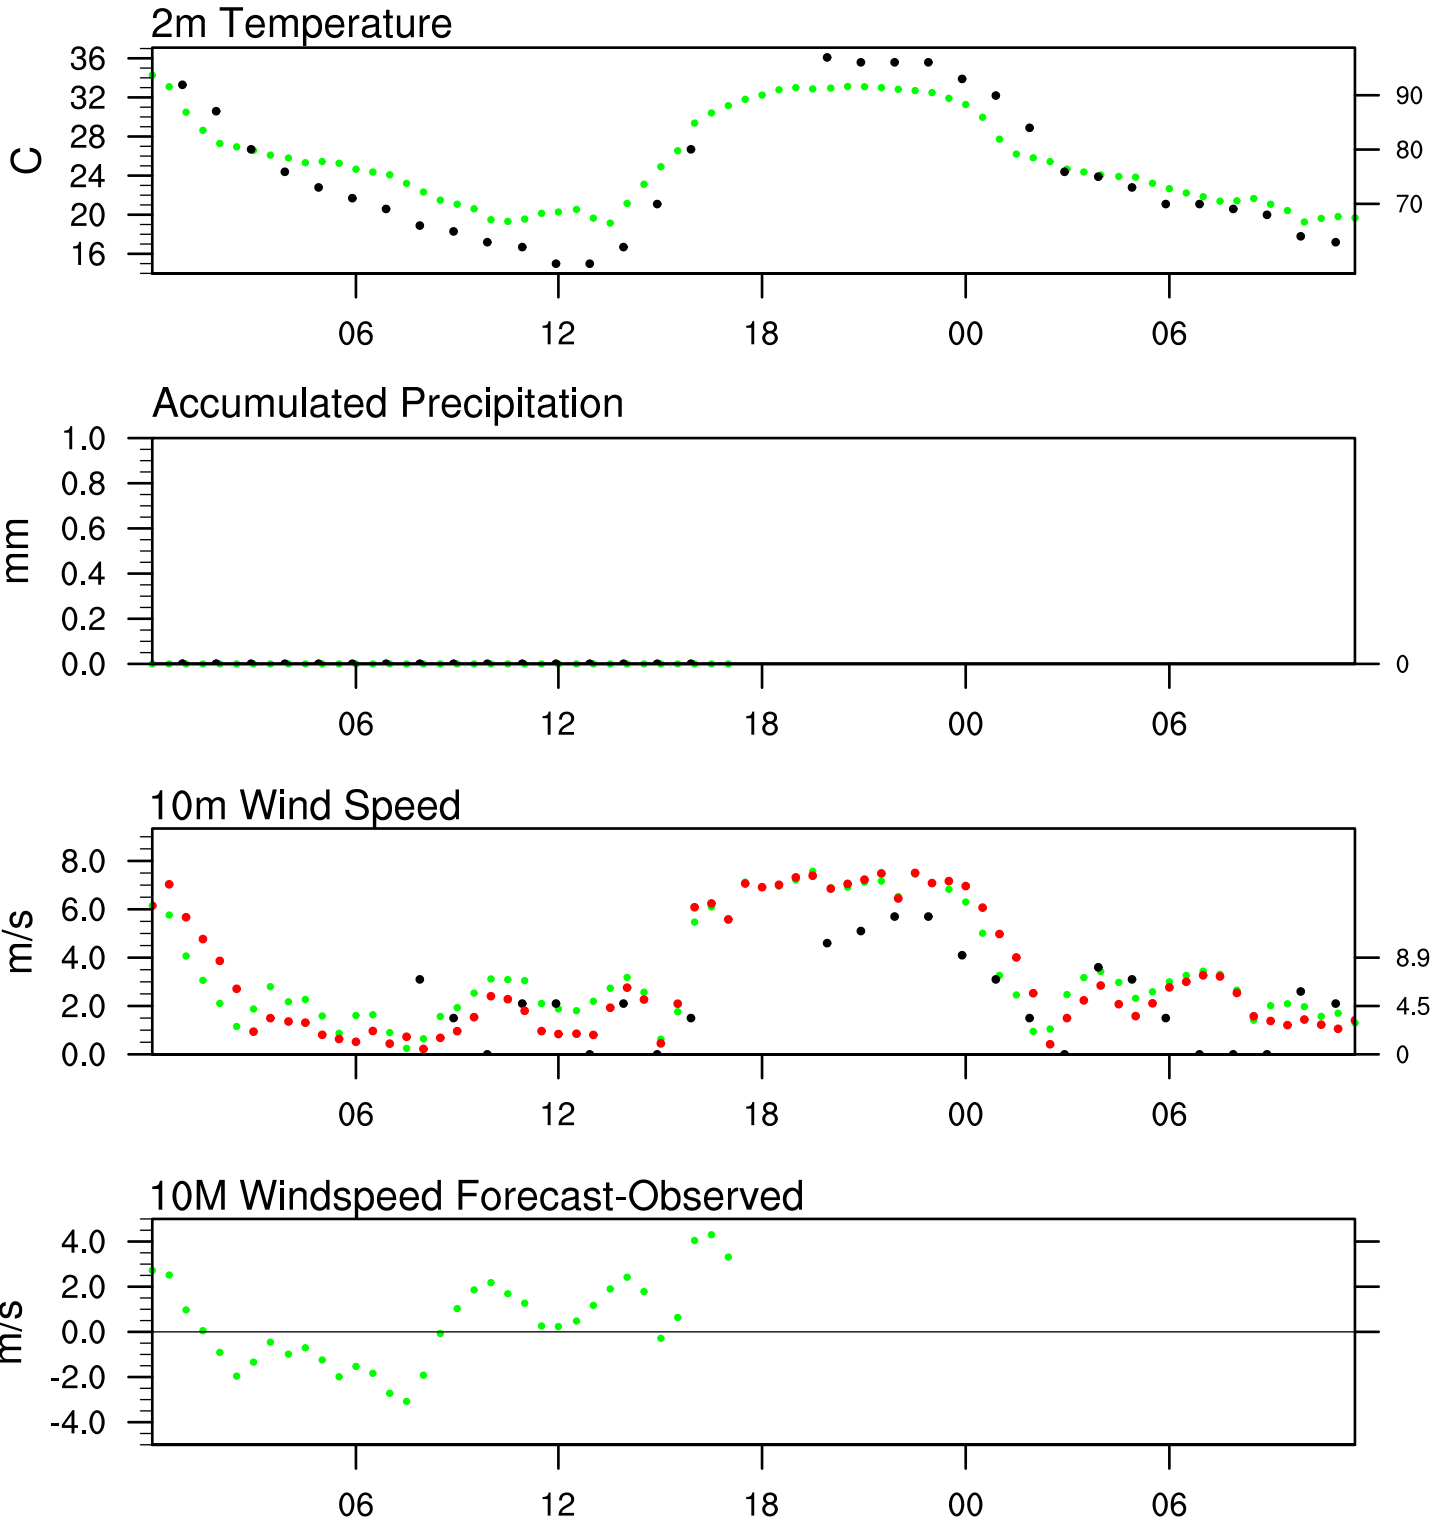 2m Temperature
36
32
28
24
20
16
C
90
80
70
06 12 18 00 06
Accumulated Precipitation
1.0
0.8
0.6
0.4
0.2
0.0
mm
0
06 12 18 00 06
10m Wind Speed
8.0
6.0
4.0
2.0
0.0
m/s
8.9
4.5
0
06 12 18 00 06
10M Windspeed Forecast-Observed
4.0
2.0
0.0
-2.0
-4.0
m/s
06 12 18 00 06